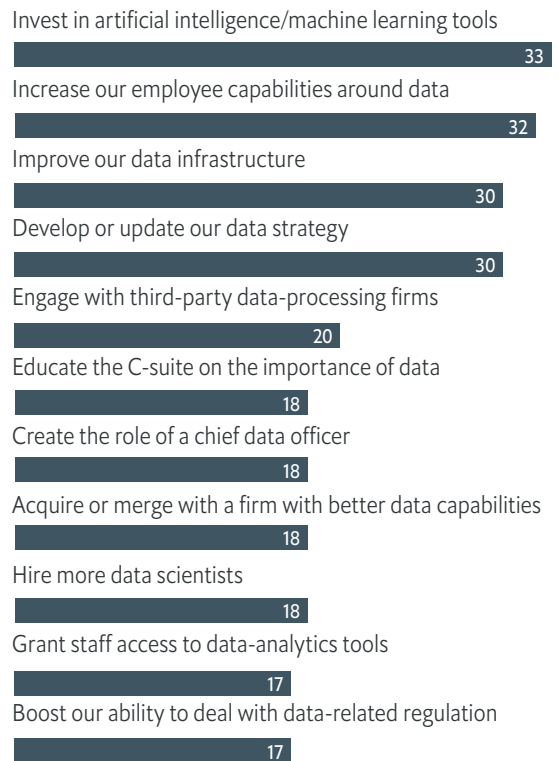 Invest in artificial intelligence/machine learning tools
33
Increase our employee capabilities around data
32
Improve our data infrastructure
30
Develop or update our data strategy
30
Engage with third-party data-processing firms
20
Educate the C-suite on the importance of data
18
Create the role of a chief data officer
18
Acquire or merge with a firm with better data capabilities
18
Hire more data scientists
18
Grant staff access to data-analytics tools
17
Boost our ability to deal with data-related regulation
17